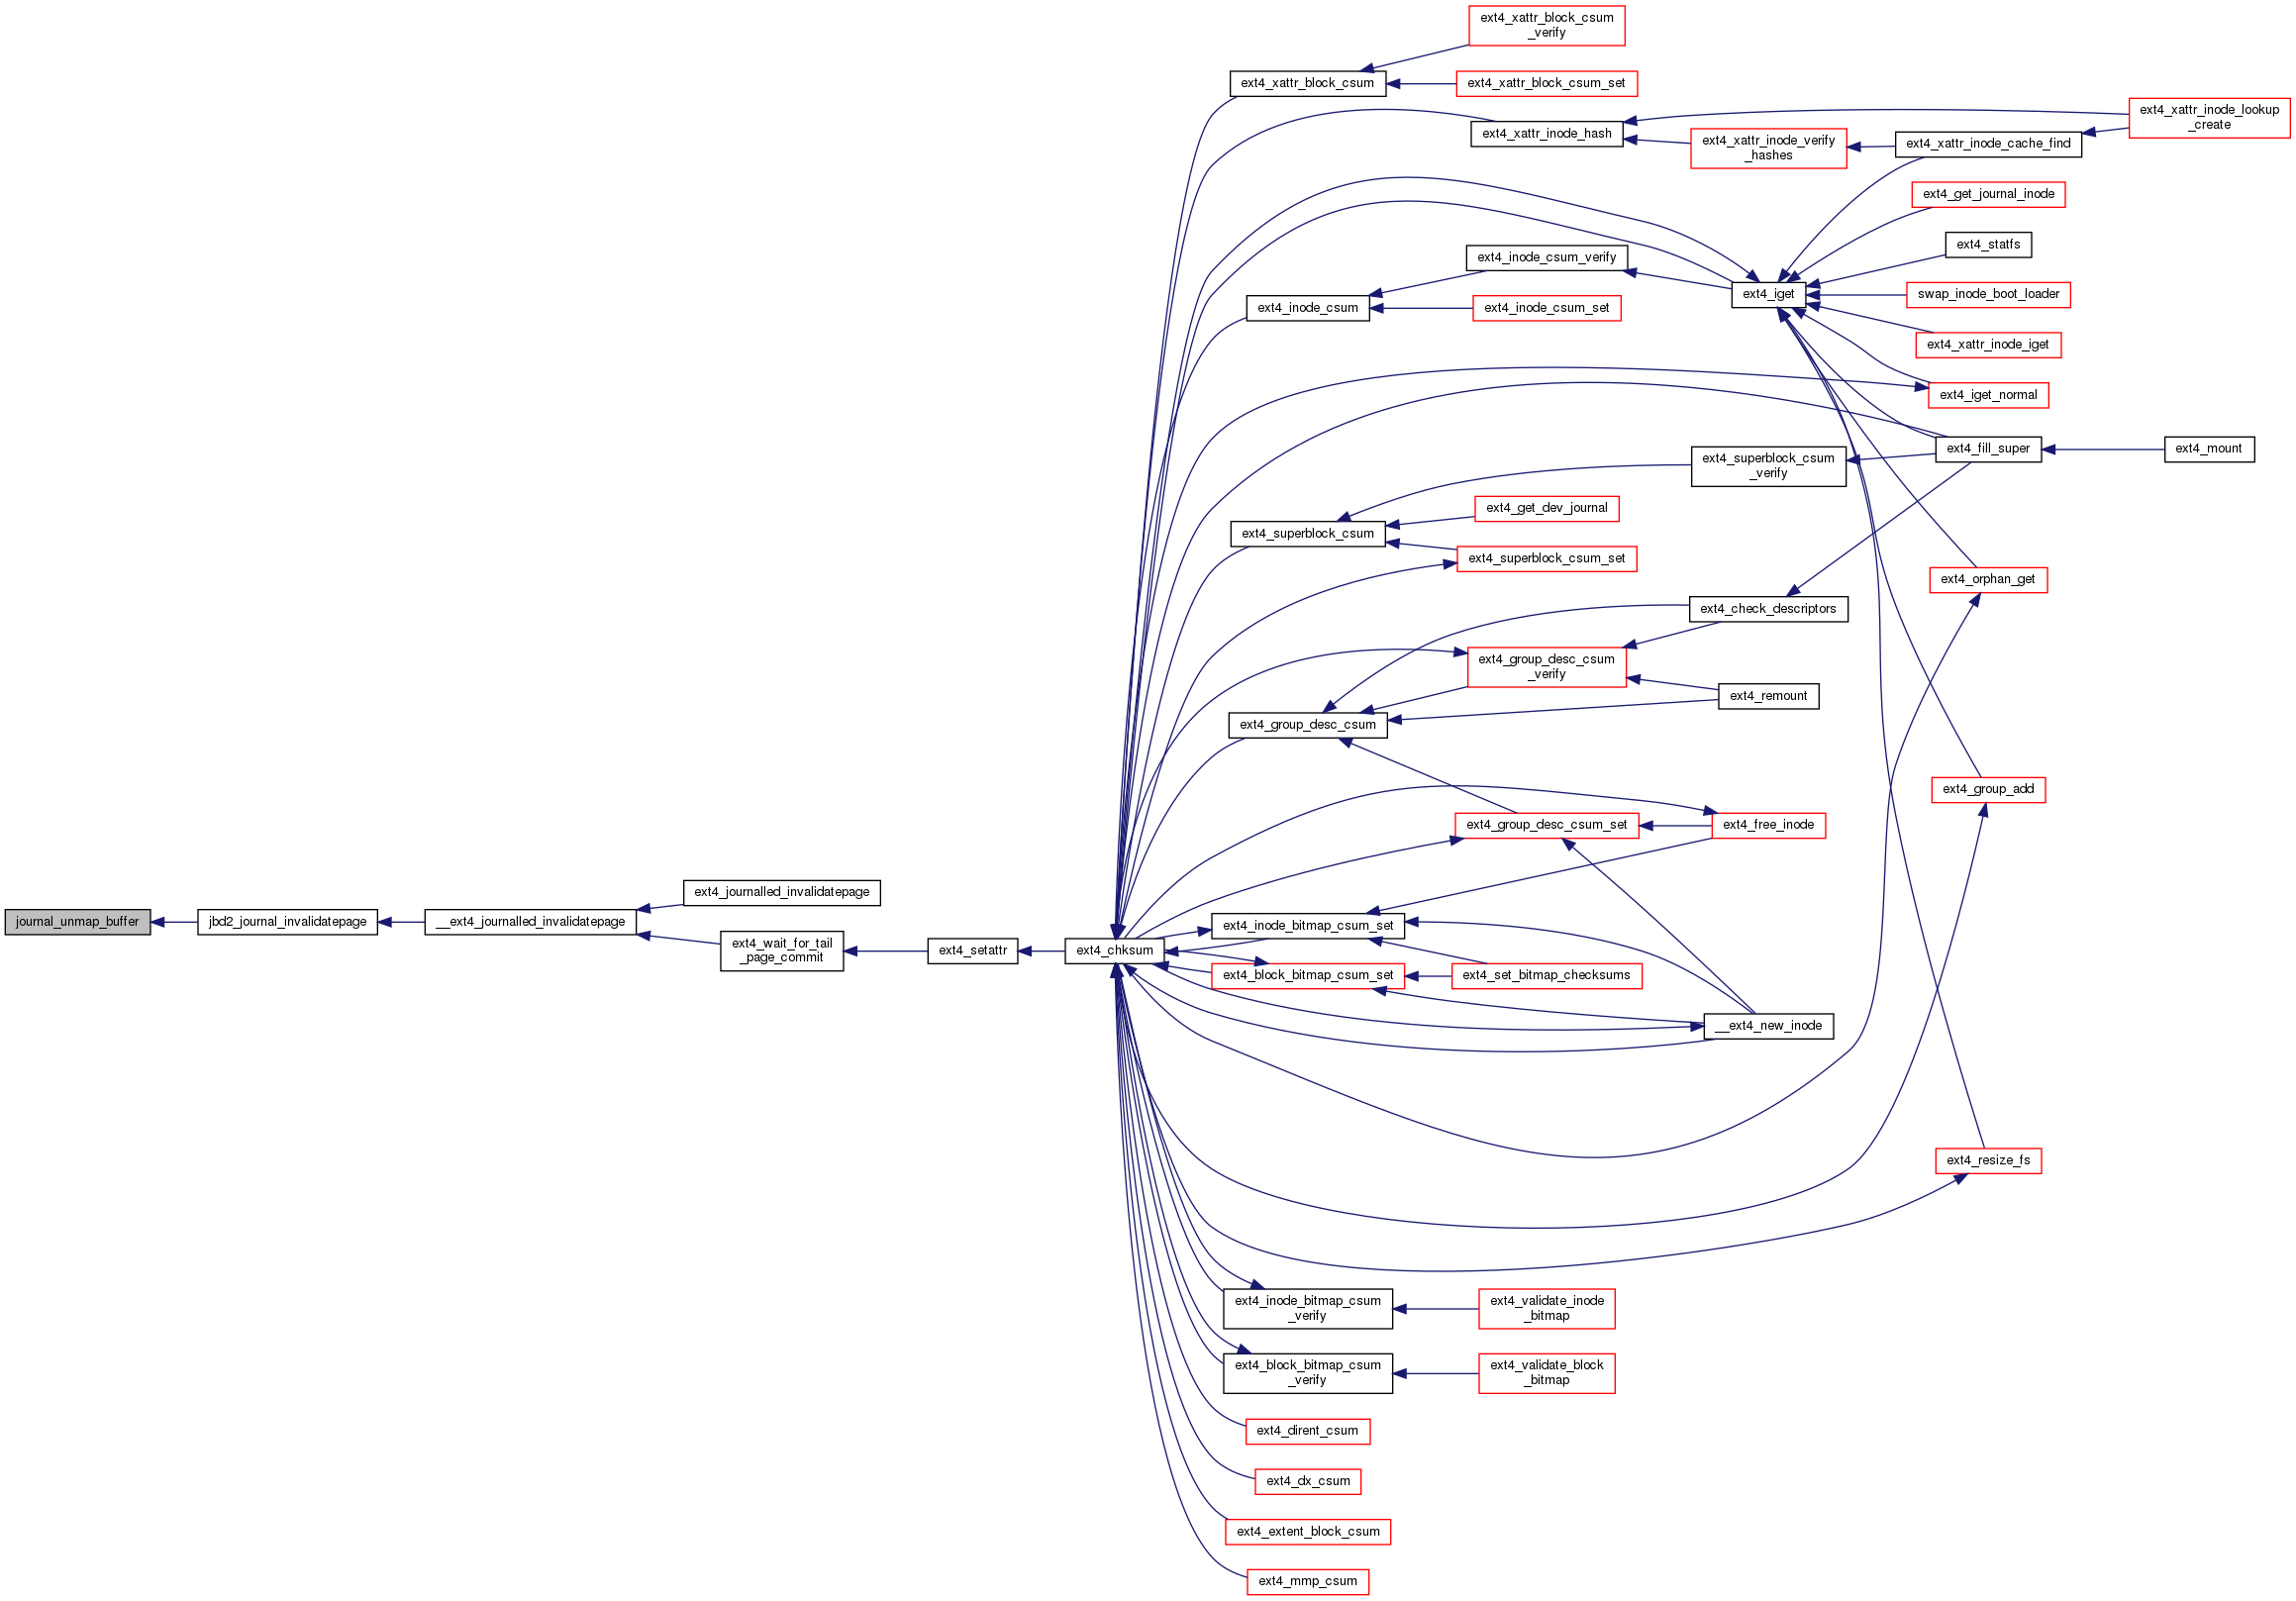 ext4_xattr_block_csum
_verify
ext4_xattr_block_csum
ext4_xattr_block_csum_set
ext4_xattr_inode_lookup
_create
ext4_xattr_inode_hash
ext4_xattr_inode_verify
_hashes
ext4_xattr_inode_cache_find
ext4_get_journal_inode
ext4_statfs
ext4_inode_csum_verify
ext4_iget
swap_inode_boot_loader
ext4_inode_csum
ext4_inode_csum_set
ext4_xattr_inode_iget
ext4_iget_normal
ext4_superblock_csum
_verify
ext4_fill_super
ext4_mount
ext4_get_dev_journal
ext4_superblock_csum
ext4_superblock_csum_set
ext4_orphan_get
ext4_check_descriptors
ext4_group_desc_csum
_verify
ext4_remount
ext4_group_desc_csum
ext4_group_add
ext4_group_desc_csum_set
ext4_free_inode
ext4_journalled_invalidatepage
journal_unmap_buffer
jbd2_journal_invalidatepage
__ext4_journalled_invalidatepage
ext4_wait_for_tail
_page_commit
ext4_setattr
ext4_chksum
ext4_inode_bitmap_csum_set
ext4_block_bitmap_csum_set
ext4_set_bitmap_checksums
__ext4_new_inode
ext4_resize_fs
ext4_inode_bitmap_csum
_verify
ext4_validate_inode
_bitmap
ext4_block_bitmap_csum
_verify
ext4_validate_block
_bitmap
ext4_dirent_csum
ext4_dx_csum
ext4_extent_block_csum
ext4_mmp_csum